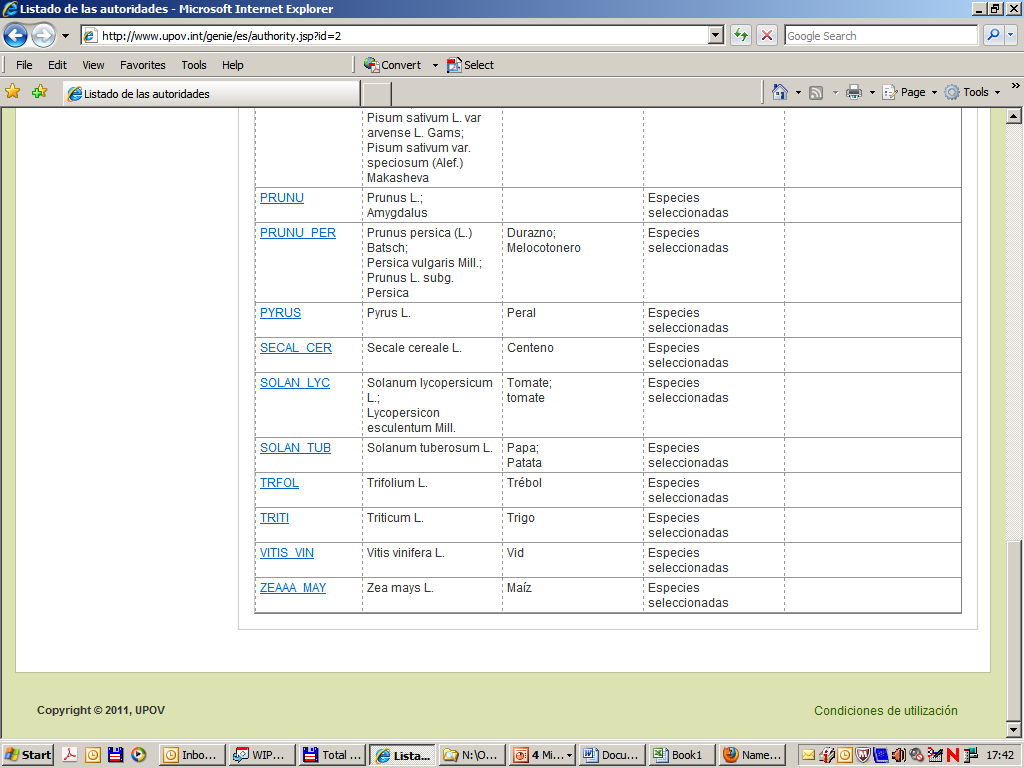 Listado de las autoridades - Microsoft Internet Explorer
http://www.upov.int/genie/es/authority.jsp?id=2
Google Search
File Edit View Favorites Tools Help
Convert Select
Listado de las autoridades
Page Tools
Pisum sativum L. var
arvense L. Gams;
Pisum sativum var.
speciosum (Alef.)
Makasheva
PRUNU Prunus L.; Especies
Amygdalus seleccionadas
PRUNU_PER Prunus persica (L.) Durazno; Especies
Batsch; Melocotonero seleccionadas
Persica vulgaris Mill.;
Prunus L. subg.
Persica
PYRUS Pyrus L. Peral Especies
seleccionadas
SECAL_CER Secale cereale L. Centeno Especies
seleccionadas
SOLAN_LYC Solanum lycopersicum Tomate; Especies
L.; tomate seleccionadas
Lycopersicon
esculentum Mill.
SOLAN_TUB Solanum tuberosum L. Papa; Especies
Patata seleccionadas
TRFOL Trifolium L. Trébol Especies
seleccionadas
TRITI Triticum L. Trigo Especies
seleccionadas
VITIS_VIN Vitis vinifera L. Vid Especies
seleccionadas
ZEAAA_MAY Zea mays L. Maíz Especies
seleccionadas
Copyright © 2011, UPOV Condiciones de utilización
Start Inbo... WIP... Total ... Lista... N:\O... 4 Mi... Docu... Book1 Name... 17:42